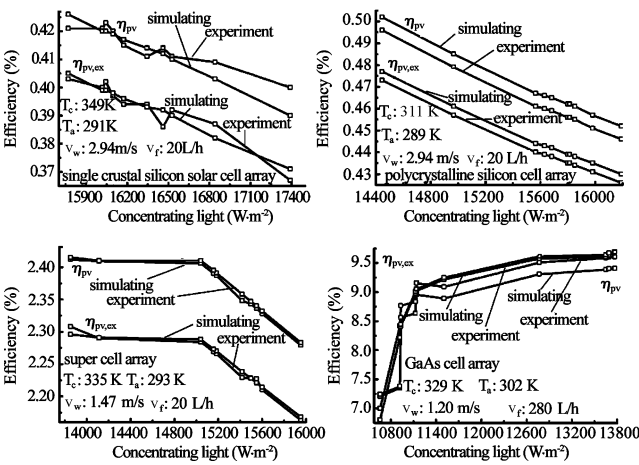 0.42
0.41
0.40
0.39
0.38
0.37
Efficiency (%)
ηpv
simulating
experiment
ηpv,ex
Tc: 349K
simulating
Ta: 291K
experiment
vw: 2.94m/s vf: 20L/h
single crustal silicon solar cell array
15900 16200 16500 16800 17100 17400
Concentrating light (W·m-2)
0.50
0.49
0.48
0.47
0.46
0.45
0.44
0.43
Efficiency (%)
ηpv
simulating
experiment
ηpv,ex
simulating
Tc: 311 K
experiment
Ta: 289 K
vw: 2.94 m/s vf: 20 L/h
polycrystalline silicon cell array
14400 14800 15200 15600 16000
Concentrating light (W·m-2)
2.40
2.30
2.30
2.20
Efficiency (%)
ηpv
simulating
experiment
ηpv,ex
simulating
super cell array
experiment
Tc: 335 K Ta: 293 K
vw: 1.47 m/s vf: 20 L/h
14000 14400 14800 15200 15600 16000
Concentrating light (W·m-2)
9.5
9.0
8.5
8.0
7.5
7.0
Efficiency (%)
ηpv,ex
simulating
ηpv
simulating
experiment
experiment
GaAs cell array
Tc: 329 K Ta: 302 K
vw: 1.20 m/s vf: 280 L/h
10800 11400 12000 12600 13200 13800
Concentrating light (W·m-2)